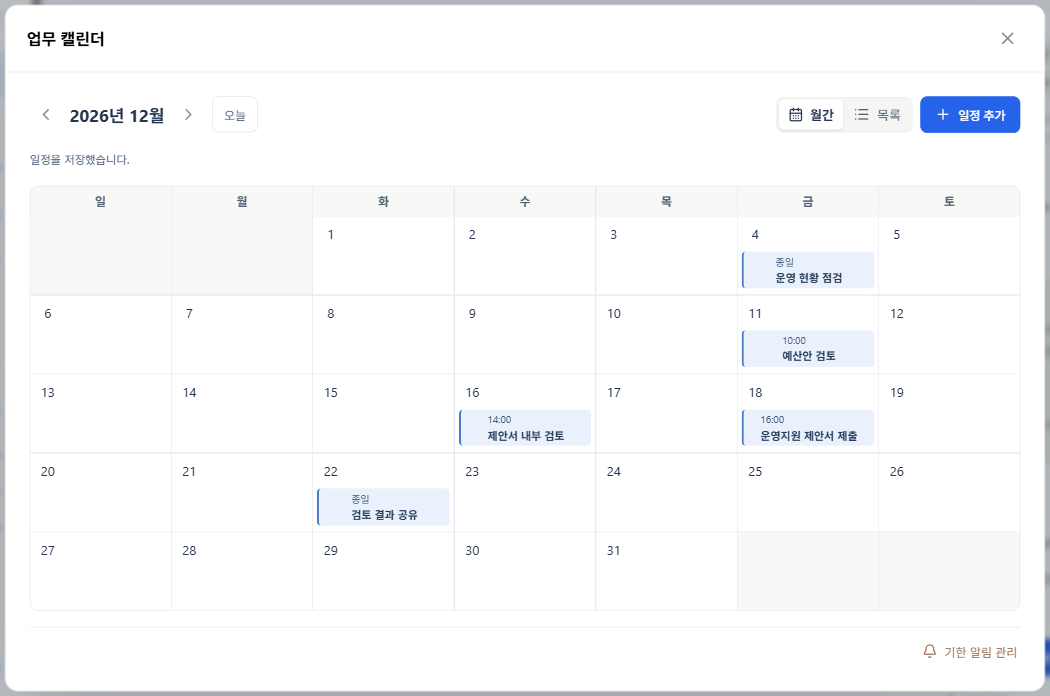 업무 캘린더
2026년 12월
오늘
월간
목록
일정 추가
일정을 저장했습니다.
일 월 화 수 목 금 토
1 2 3 4 5
종일
운영 현황 점검
6 7 8 9 10 11 12
10:00
예산안 검토
13 14 15 16 17 18 19
14:00 16:00
제안서 내부 검토 운영지원 제안서 제출
20 21 22 23 24 25 26
종일
검토 결과 공유
27 28 29 30 31
기한 알림 관리